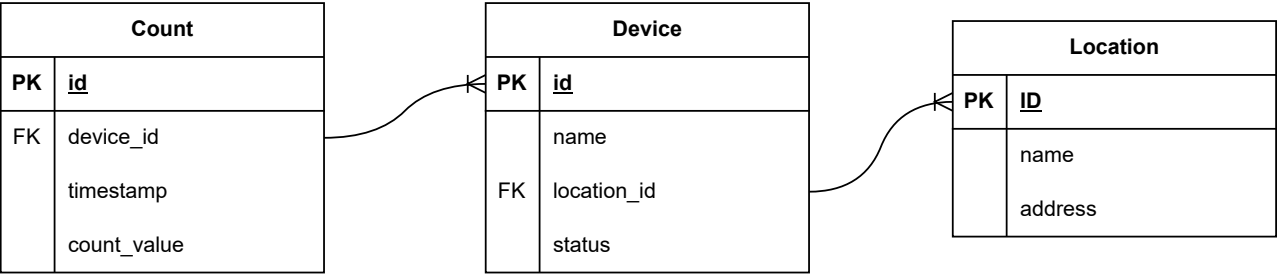 Count
PK id
FK device_id
timestamp
count_value
Device
PK id
name
FK location_id
status
Location
PK ID
name
address